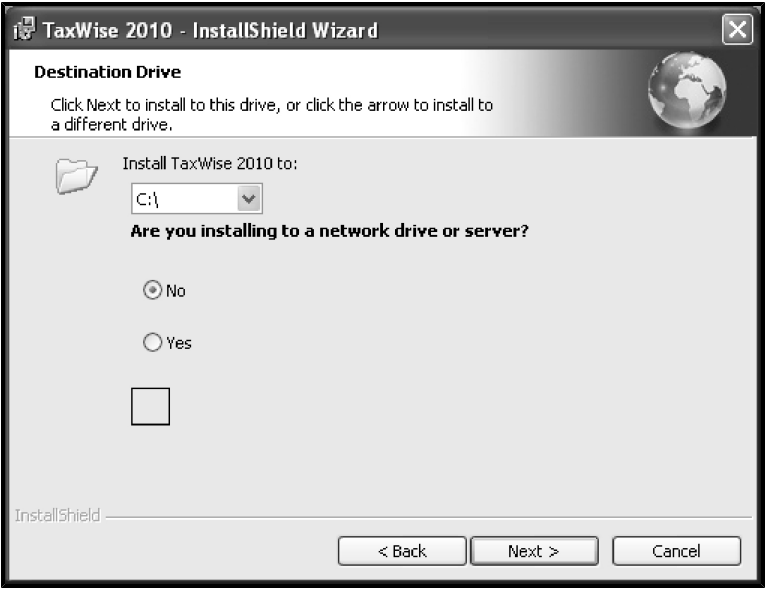 TaxWise 2010 - InstallShield Wizard
Destination Drive
Click Next to install to this drive, or click the arrow to install to
a different drive.
Install TaxWise 2010 to:
C:\
Are you installing to a network drive or server?
No
Yes
InstallShield
< Back
Next >
Cancel